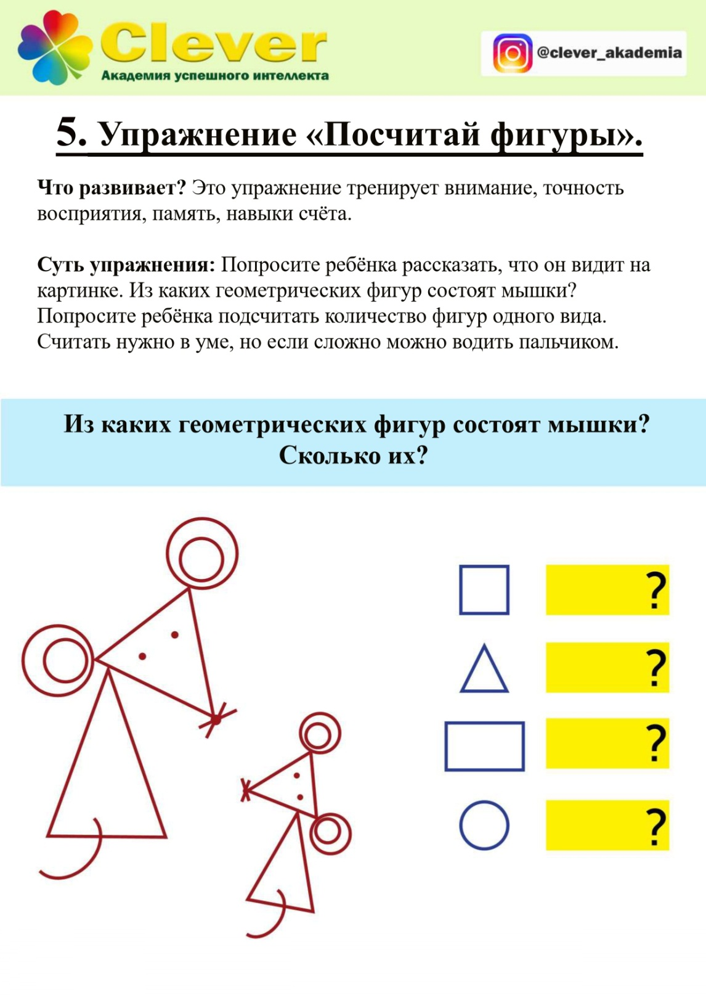 Clever
Академия успешного интеллекта
@clever_akademia
5. Упражнение «Посчитай фигуры».
Что развивает? Это упражнение тренирует внимание, точность
восприятия, память, навыки счёта.
Суть упражнения: Попросите ребёнка рассказать, что он видит на
картинке. Из каких геометрических фигур состоят мышки?
Попросите ребёнка подсчитать количество фигур одного вида.
Считать нужно в уме, но если сложно можно водить пальчиком.
Из каких геометрических фигур состоят мышки?
Сколько их?
?
?
?
?